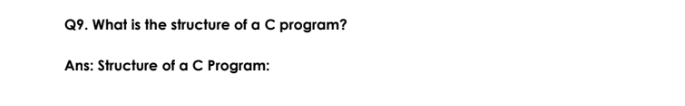 Q9. What is the structure of a C program?
Ans: Structure of a C Program: